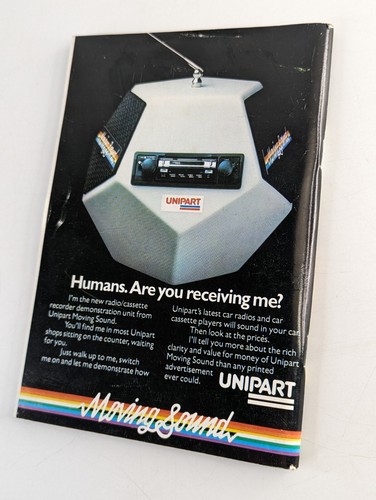 Moving Sound
Moving Sound
UNIPART
Humans. Are you receiving me?
I'm the new radio/cassette
recorder demonstration unit from
Unipart Moving Sound.
You'll find me in most Unipart
shops sitting on the counter, waiting
for you.
Just walk up to me, switch
me on and let me demonstrate how
Unipart's latest car radios and car
cassette players will sound in your car.
Then look at the prices.
I'll tell you more about the rich
clarity and value for money of Unipart
Moving Sound than any printed
advertisement
ever could.
UNIPART
Moving Sound